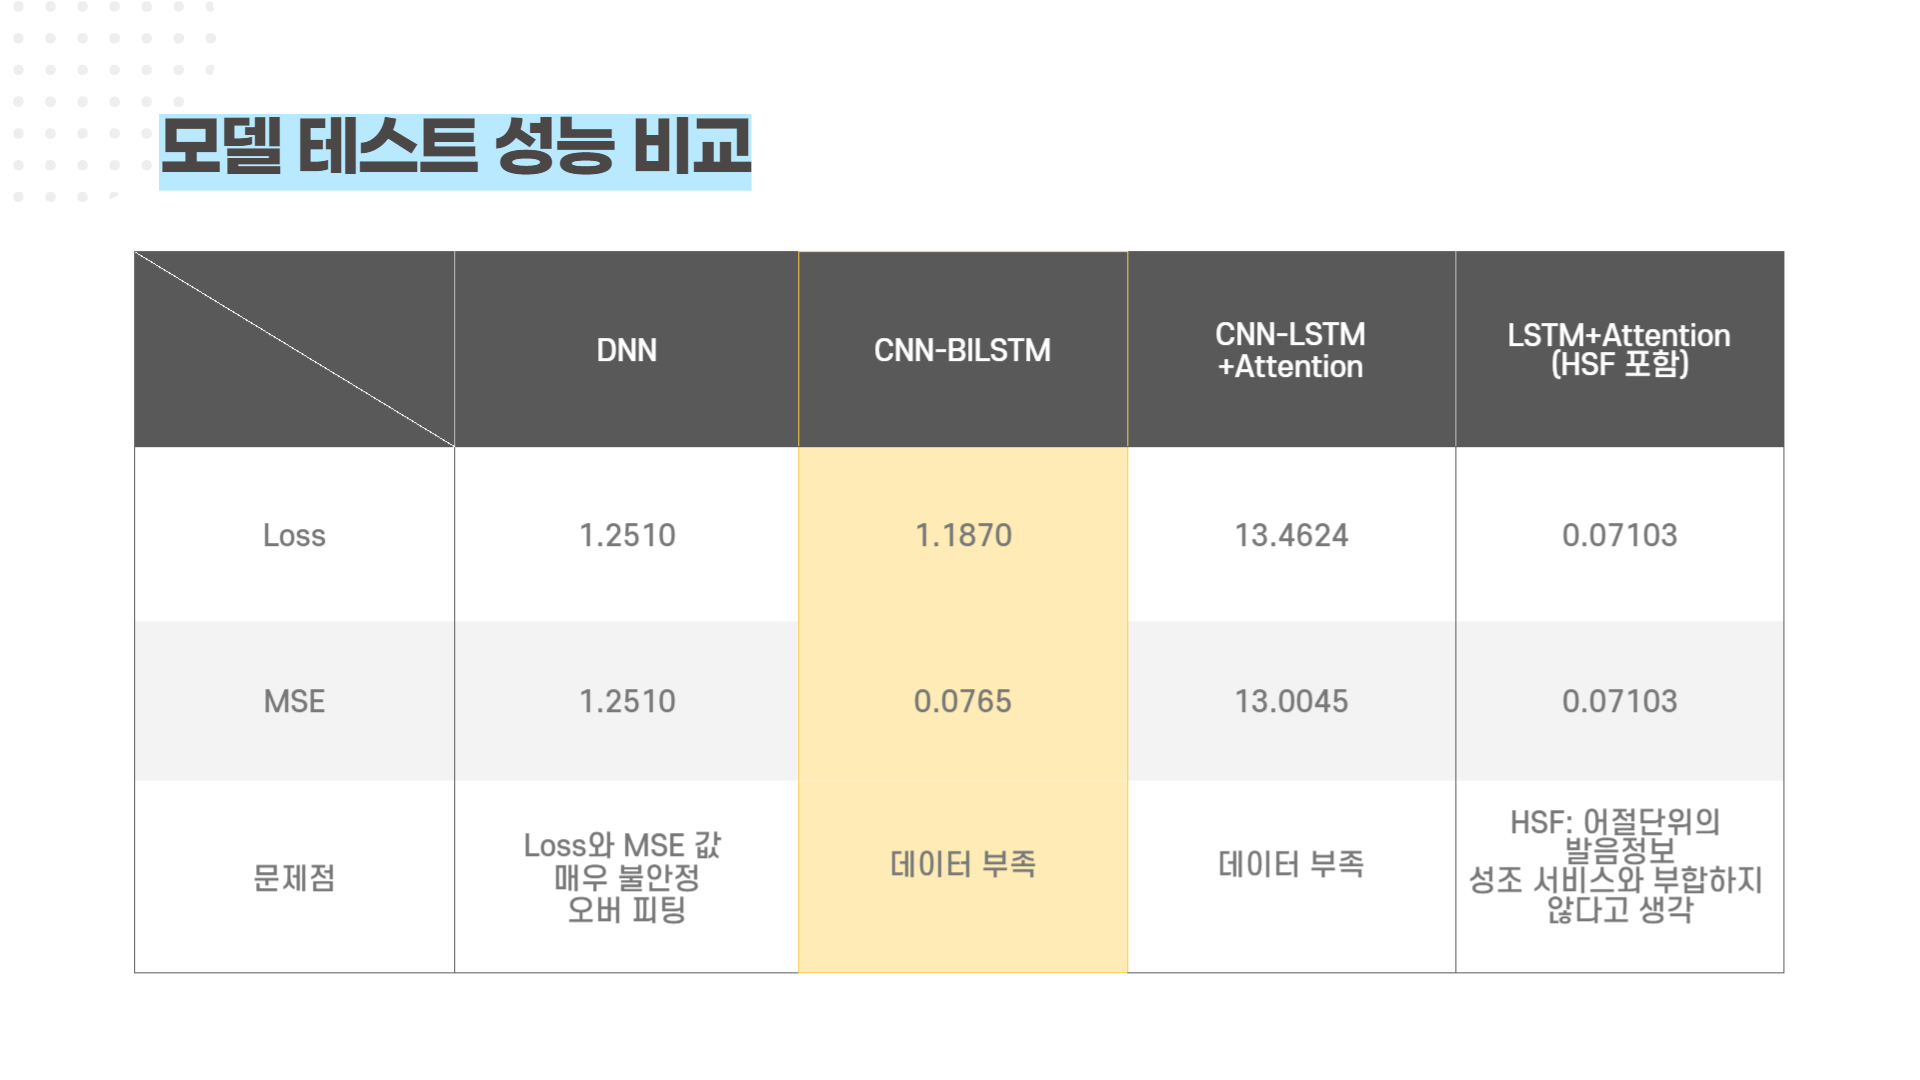 모델 테스트 성능 비교
DNN
CNN-BILSTM
CNN-LSTM
+Attention
LSTM+Attention
(HSF 포함)
Loss
1.2510
1.1870
13.4624
0.07103
MSE
1.2510
0.0765
13.0045
0.07103
문제점
Loss와 MSE 값
매우 불안정
오버 피팅
데이터 부족
데이터 부족
HSF: 어절단위의
발음정보
성조 서비스와 부합하지
않다고 생각